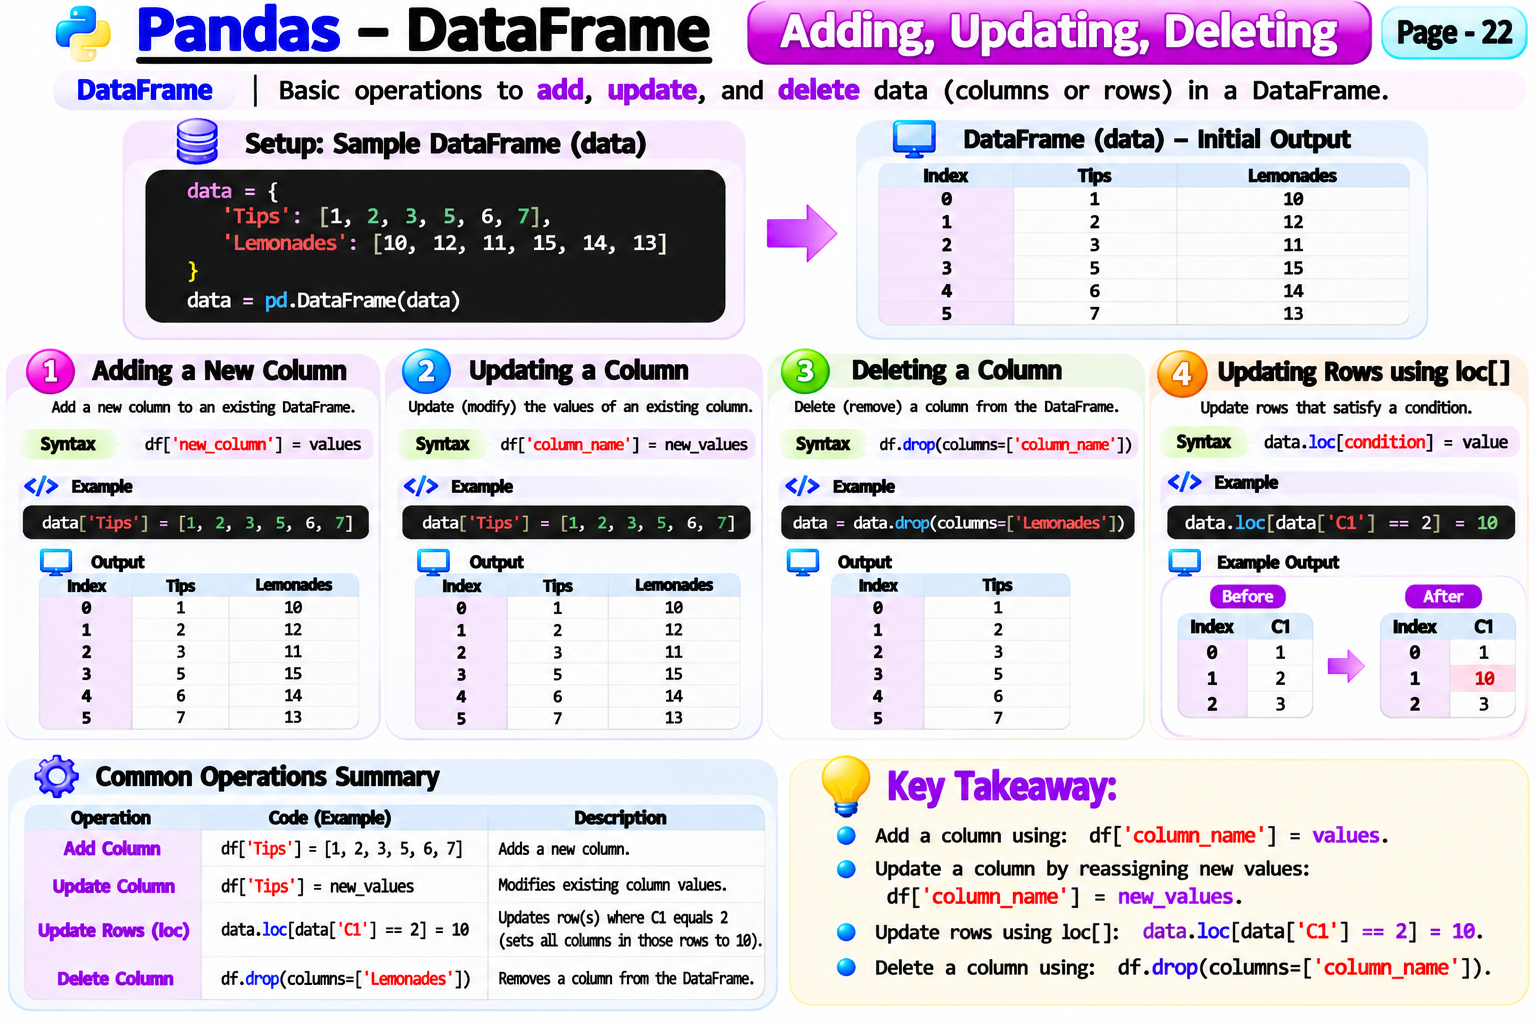 Pandas – DataFrame
Adding, Updating, Deleting
Page - 22
DataFrame | Basic operations to add, update, and delete data (columns or rows) in a DataFrame.
Setup: Sample DataFrame (data)
data = {
'Tips': [1, 2, 3, 5, 6, 7],
'Lemonades': [10, 12, 11, 15, 14, 13]
}
data = pd.DataFrame(data)
DataFrame (data) – Initial Output
Index Tips Lemonades
0 1 10
1 2 12
2 3 11
3 5 15
4 6 14
5 7 13
1 Adding a New Column
Add a new column to an existing DataFrame.
Syntax df['new_column'] = values
</> Example
data['Tips'] = [1, 2, 3, 5, 6, 7]
Output
Index Tips Lemonades
0 1 10
1 2 12
2 3 11
3 5 15
4 6 14
5 7 13
2 Updating a Column
Update (modify) the values of an existing column.
Syntax df['column_name'] = new_values
</> Example
data['Tips'] = [1, 2, 3, 5, 6, 7]
Output
Index Tips Lemonades
0 1 10
1 2 12
2 3 11
3 5 15
4 6 14
5 7 13
3 Deleting a Column
Delete (remove) a column from the DataFrame.
Syntax df.drop(columns=['column_name'])
</> Example
data = data.drop(columns=['Lemonades'])
Output
Index Tips
0 1
1 2
2 3
3 5
4 6
5 7
4 Updating Rows using loc[]
Update rows that satisfy a condition.
Syntax data.loc[condition] = value
</> Example
data.loc[data['C1'] == 2] = 10
Example Output
Before
Index C1
0 1
1 2
2 3
After
Index C1
0 1
1 10
2 3
Common Operations Summary
Operation Code (Example) Description
Add Column df['Tips'] = [1, 2, 3, 5, 6, 7] Adds a new column.
Update Column df['Tips'] = new_values Modifies existing column values.
Update Rows (loc) data.loc[data['C1'] == 2] = 10 Updates row(s) where C1 equals 2
(sets all columns in those rows to 10).
Delete Column df.drop(columns=['Lemonades']) Removes a column from the DataFrame.
Key Takeaway:
Add a column using: df['column_name'] = values.
Update a column by reassigning new values:
df['column_name'] = new_values.
Update rows using loc[]: data.loc[data['C1'] == 2] = 10.
Delete a column using: df.drop(columns=['column_name']).